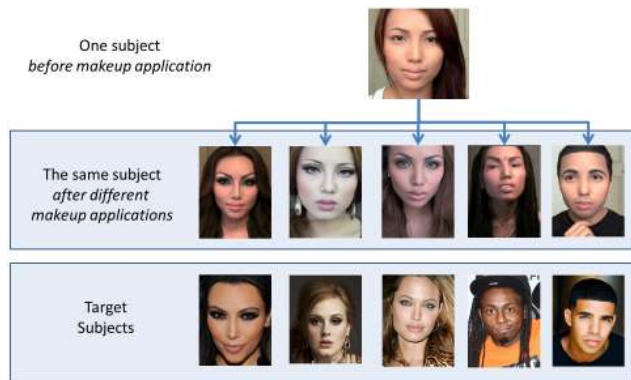 One subject
before makeup application
The same subject
after different
makeup applications
Target
Subjects